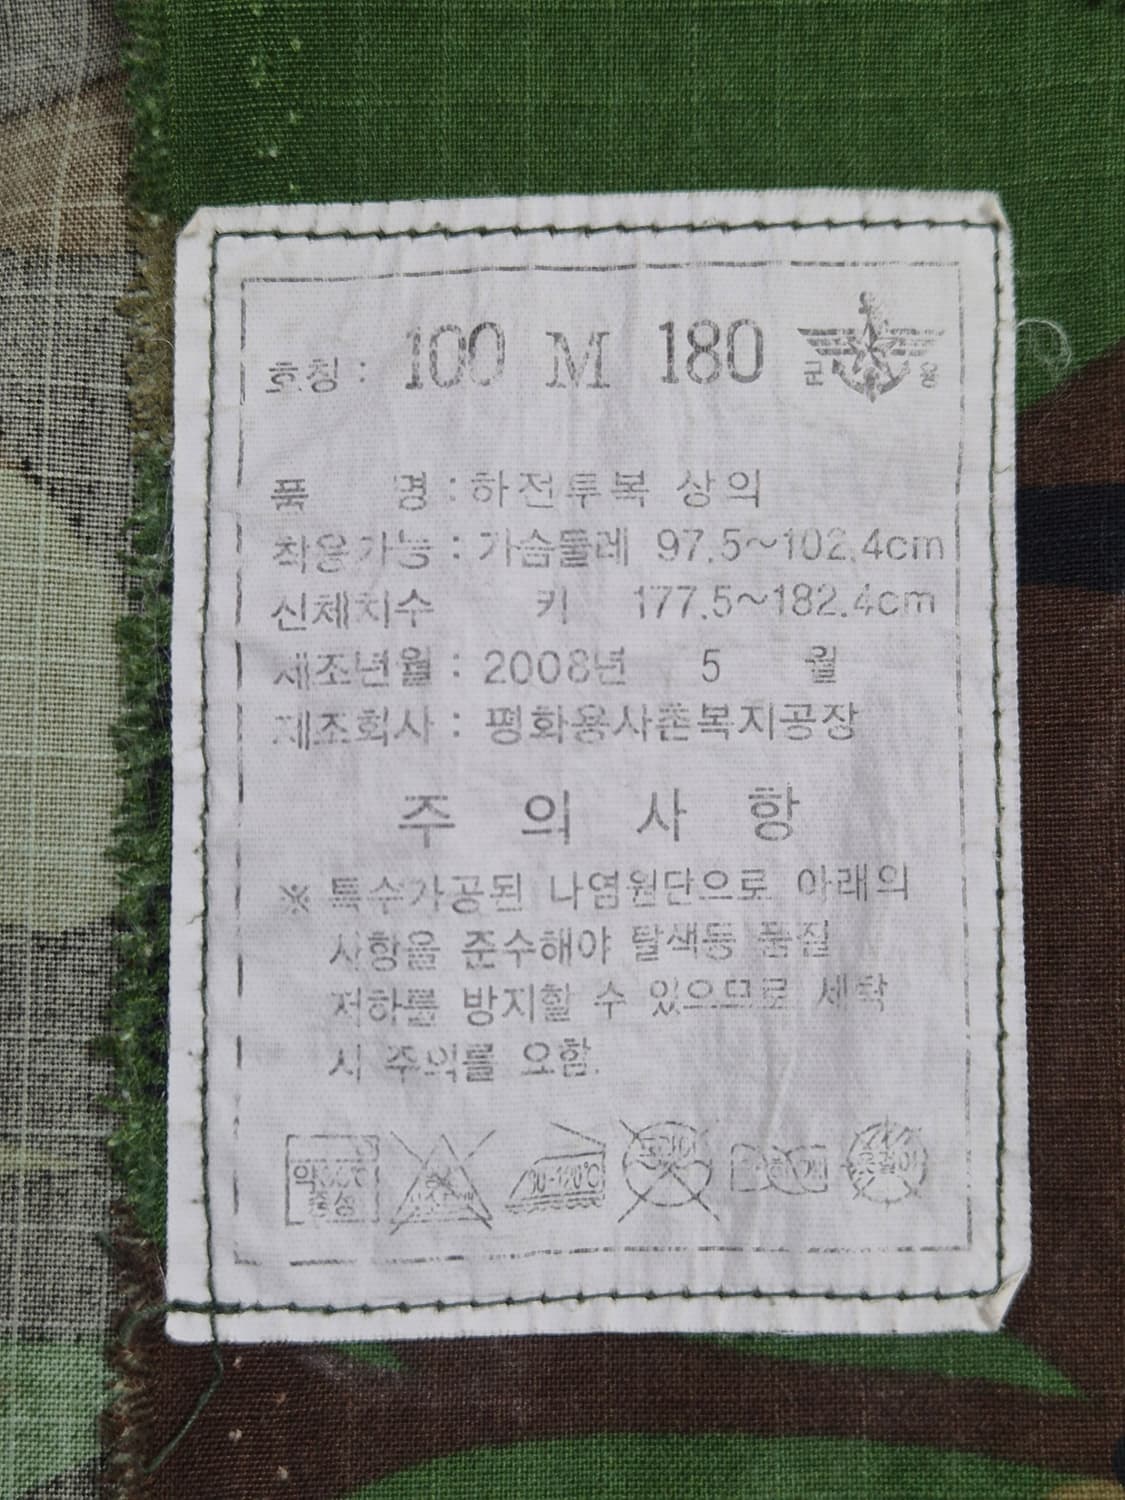 호칭 : 100 M 180
군 용
품 명 : 하전투복 상의
착용가능 : 가슴둘레 97.5~102.4cm
신체치수 키 177.5~182.4cm
제조년월 : 2008년 5 월
제조회사 : 평화용사촌복지공장
주 의 사 항
※ 특수가공된 나염원단으로 아래의
사항을 준수해야 탈색등 품질
저하를 방지할 수 있으므로 세탁
시 주의를 요함.
약30℃
중성